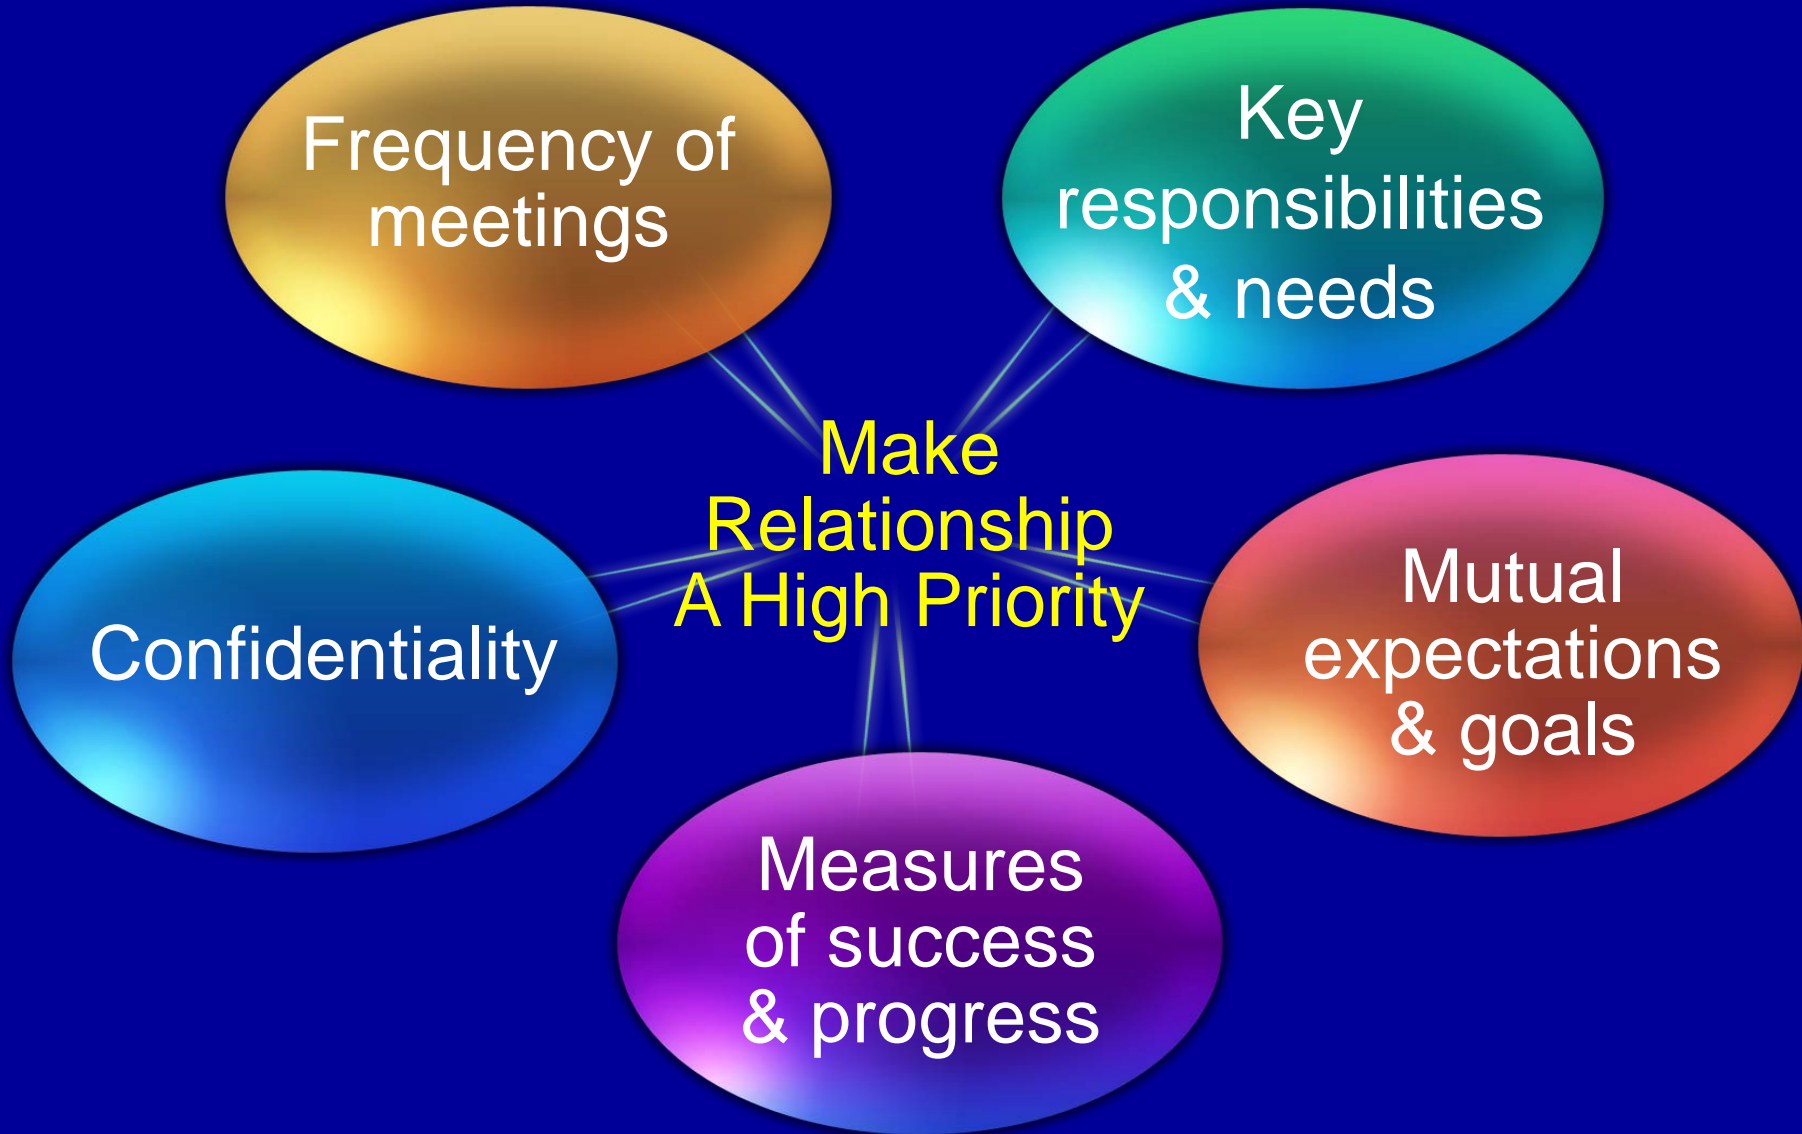 Frequency of
meetings
Key
responsibilities
& needs
Make
Relationship
A High Priority
Confidentiality
Mutual
expectations
& goals
Measures
of success
& progress